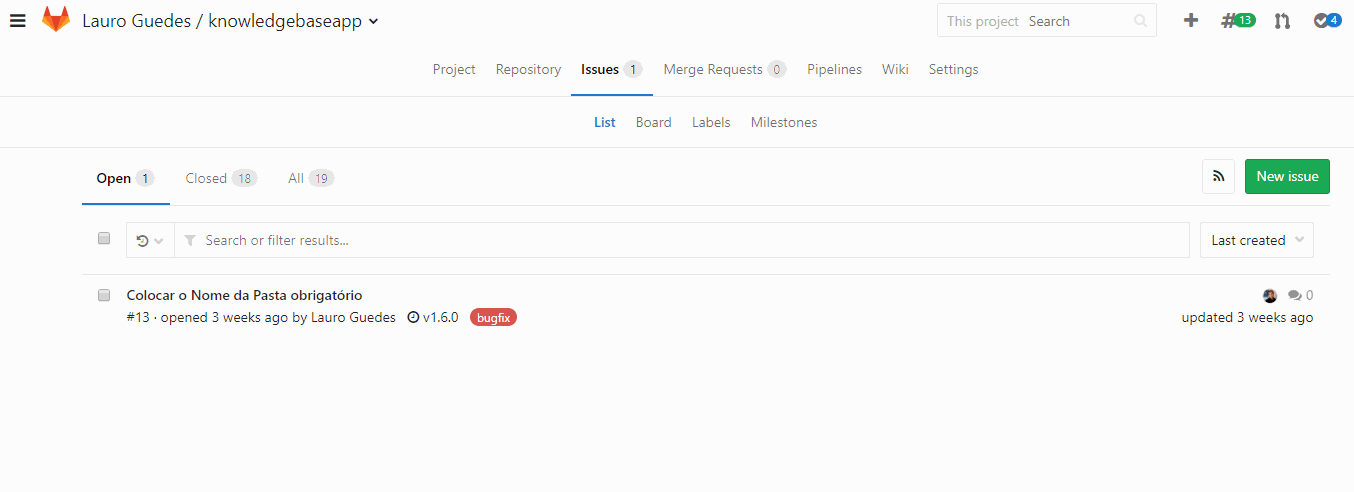 Lauro Guedes / knowledgebaseapp
This project Search
13
4
Project Repository Issues 1 Merge Requests 0 Pipelines Wiki Settings
List Board Labels Milestones
Open 1 Closed 18 All 19
New issue
Search or filter results...
Last created
Colocar o Nome da Pasta obrigatório
0
#13 · opened 3 weeks ago by Lauro Guedes v1.6.0 bugfix
updated 3 weeks ago